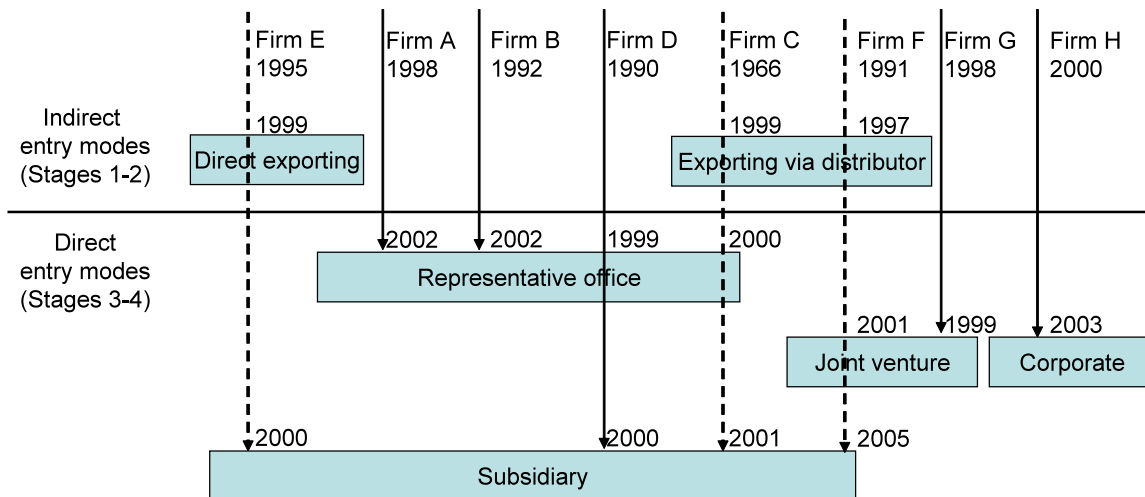 Firm E
1995
Firm A
1998
Firm B
1992
Firm D
1990
Firm C
1966
Firm F
1991
Firm G
1998
Firm H
2000
Indirect
entry modes
(Stages 1-2)
1999
Direct exporting
1999
1997
Exporting via distributor
Direct
entry modes
(Stages 3-4)
2002
2002
1999
2000
Representative office
2001
1999
Joint venture
2003
Corporate
2000
2000
2001
2005
Subsidiary